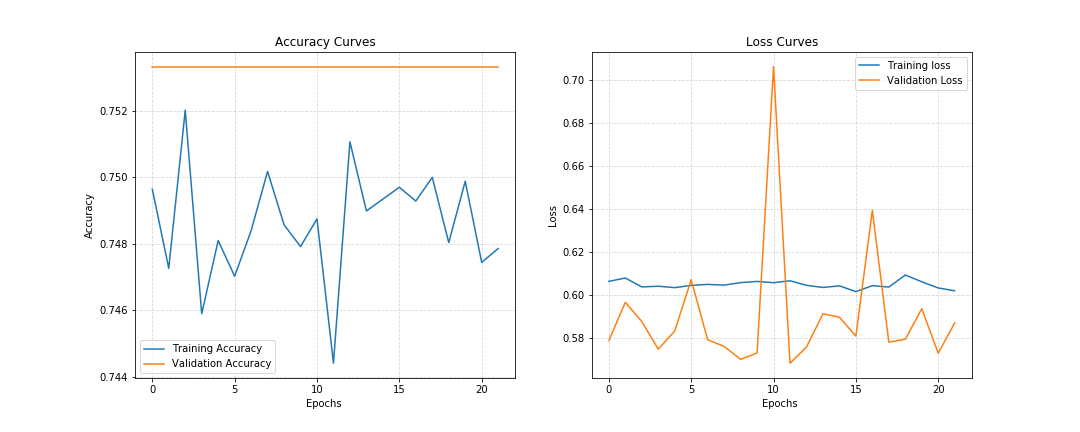 Accuracy Curves
Accuracy
0.752
0.750
0.748
0.746
0.744
Training Accuracy
Validation Accuracy
0 5 10 15 20
Epochs
Loss Curves
Loss
0.70
0.68
0.66
0.64
0.62
0.60
0.58
Training loss
Validation Loss
0 5 10 15 20
Epochs